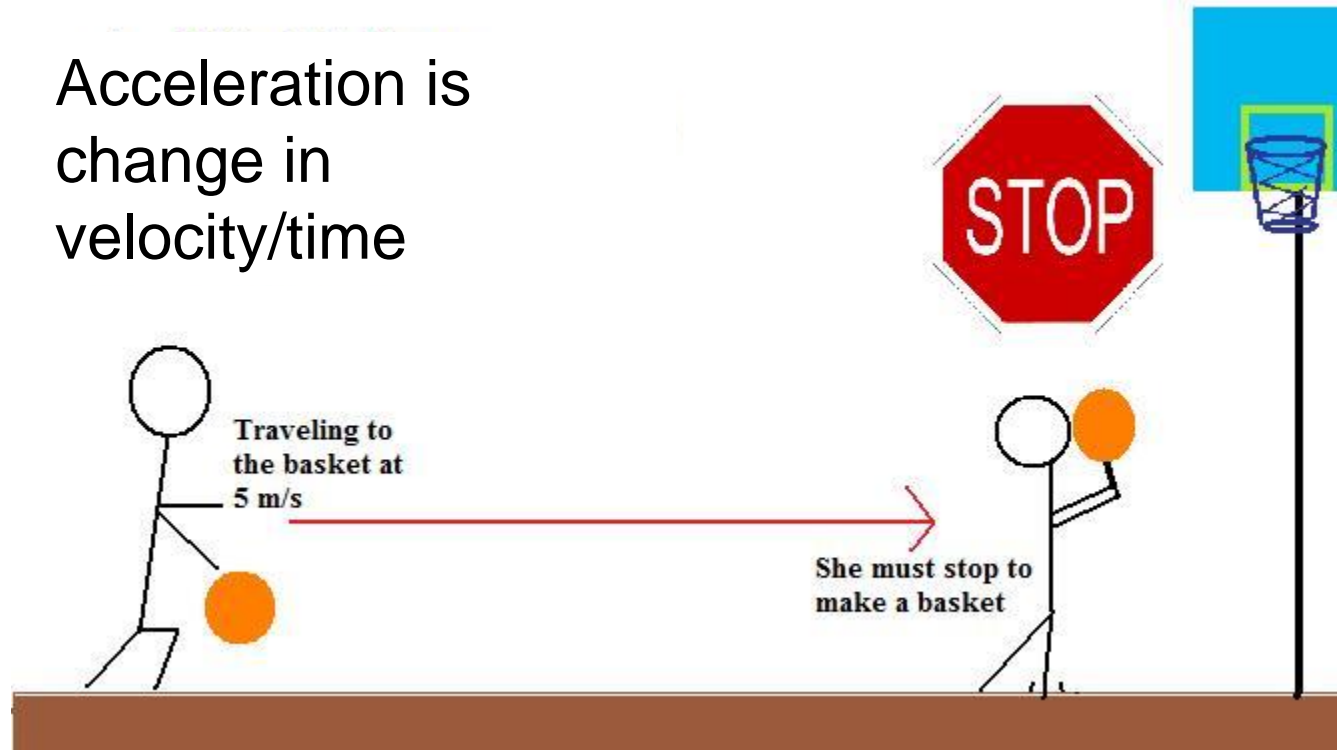 Acceleration is
change in
velocity/time
STOP
Traveling to
the basket at
5 m/s
She must stop to
make a basket